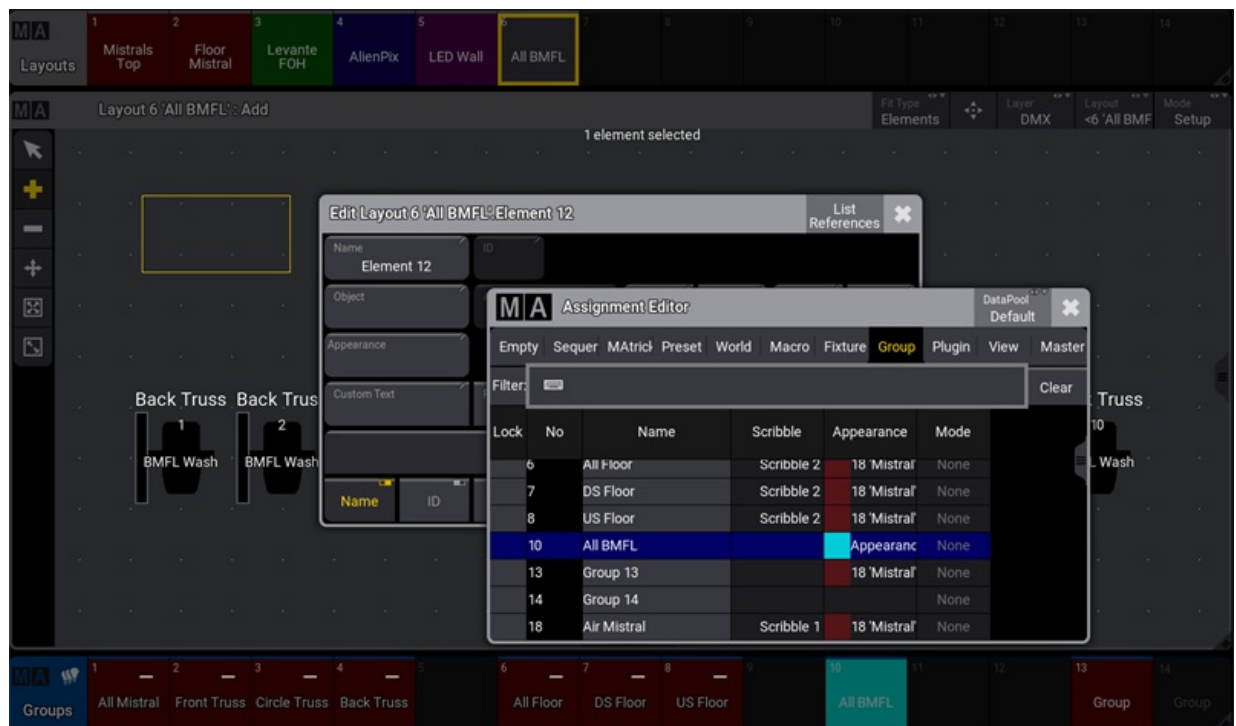 MA
Layouts
1
Mistrals
Top
2
Floor
Mistral
3
Levante
FOH
4
AlienPix
5
LED Wall
6
All BMFL
7
8
9
10
11
12
13
14
MA
Layout 6 'All BMFL' : Add
Fit Type
Elements
Layer
DMX
Layout
<6 'All BMF
Mode
Setup
1 element selected
Edit Layout 6 'All BMFL'.Element 12
List
References
Name
Element 12
ID
Object
Appearance
Custom Text
Name
ID
MA
Assignment Editor
DataPool
Default
Empty Sequer MAtrick Preset World Macro Fixture Group Plugin View Master
Filter:
Clear
Lock No Name Scribble Appearance Mode
6 All Floor Scribble 2 18 'Mistral' None
7 DS Floor Scribble 2 18 'Mistral' None
8 US Floor Scribble 2 18 'Mistral' None
10 All BMFL Appearanc None
13 Group 13 18 'Mistral' None
14 Group 14 None
18 Air Mistral Scribble 1 18 'Mistral' None
Back Truss
1
BMFL Wash
Back Trus
2
BMFL Wash
Truss
10
L Wash
MA
Groups
1
All Mistral
2
Front Truss
3
Circle Truss
4
Back Truss
5
6
All Floor
7
DS Floor
8
US Floor
9
10
All BMFL
11
12
13
Group
14
Group